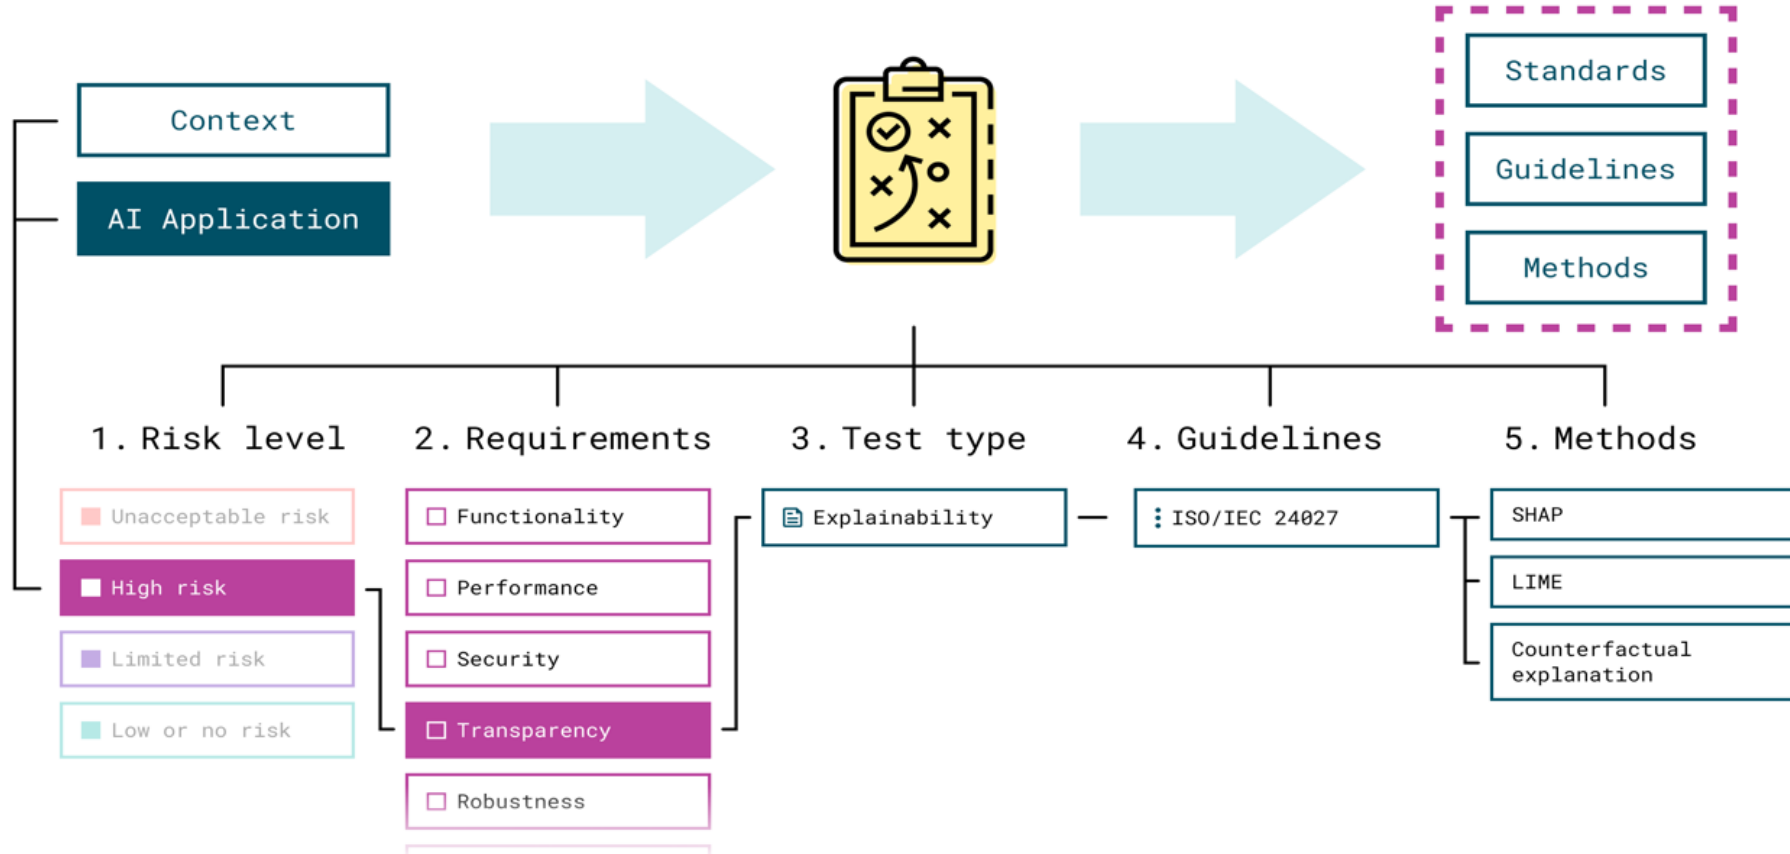 Context
AI Application
Standards
Guidelines
Methods
1. Risk level
2. Requirements
3. Test type
4. Guidelines
5. Methods
Unacceptable risk
High risk
Limited risk
Low or no risk
Functionality
Performance
Security
Transparency
Robustness
Explainability
ISO/IEC 24027
SHAP
LIME
Counterfactual
explanation